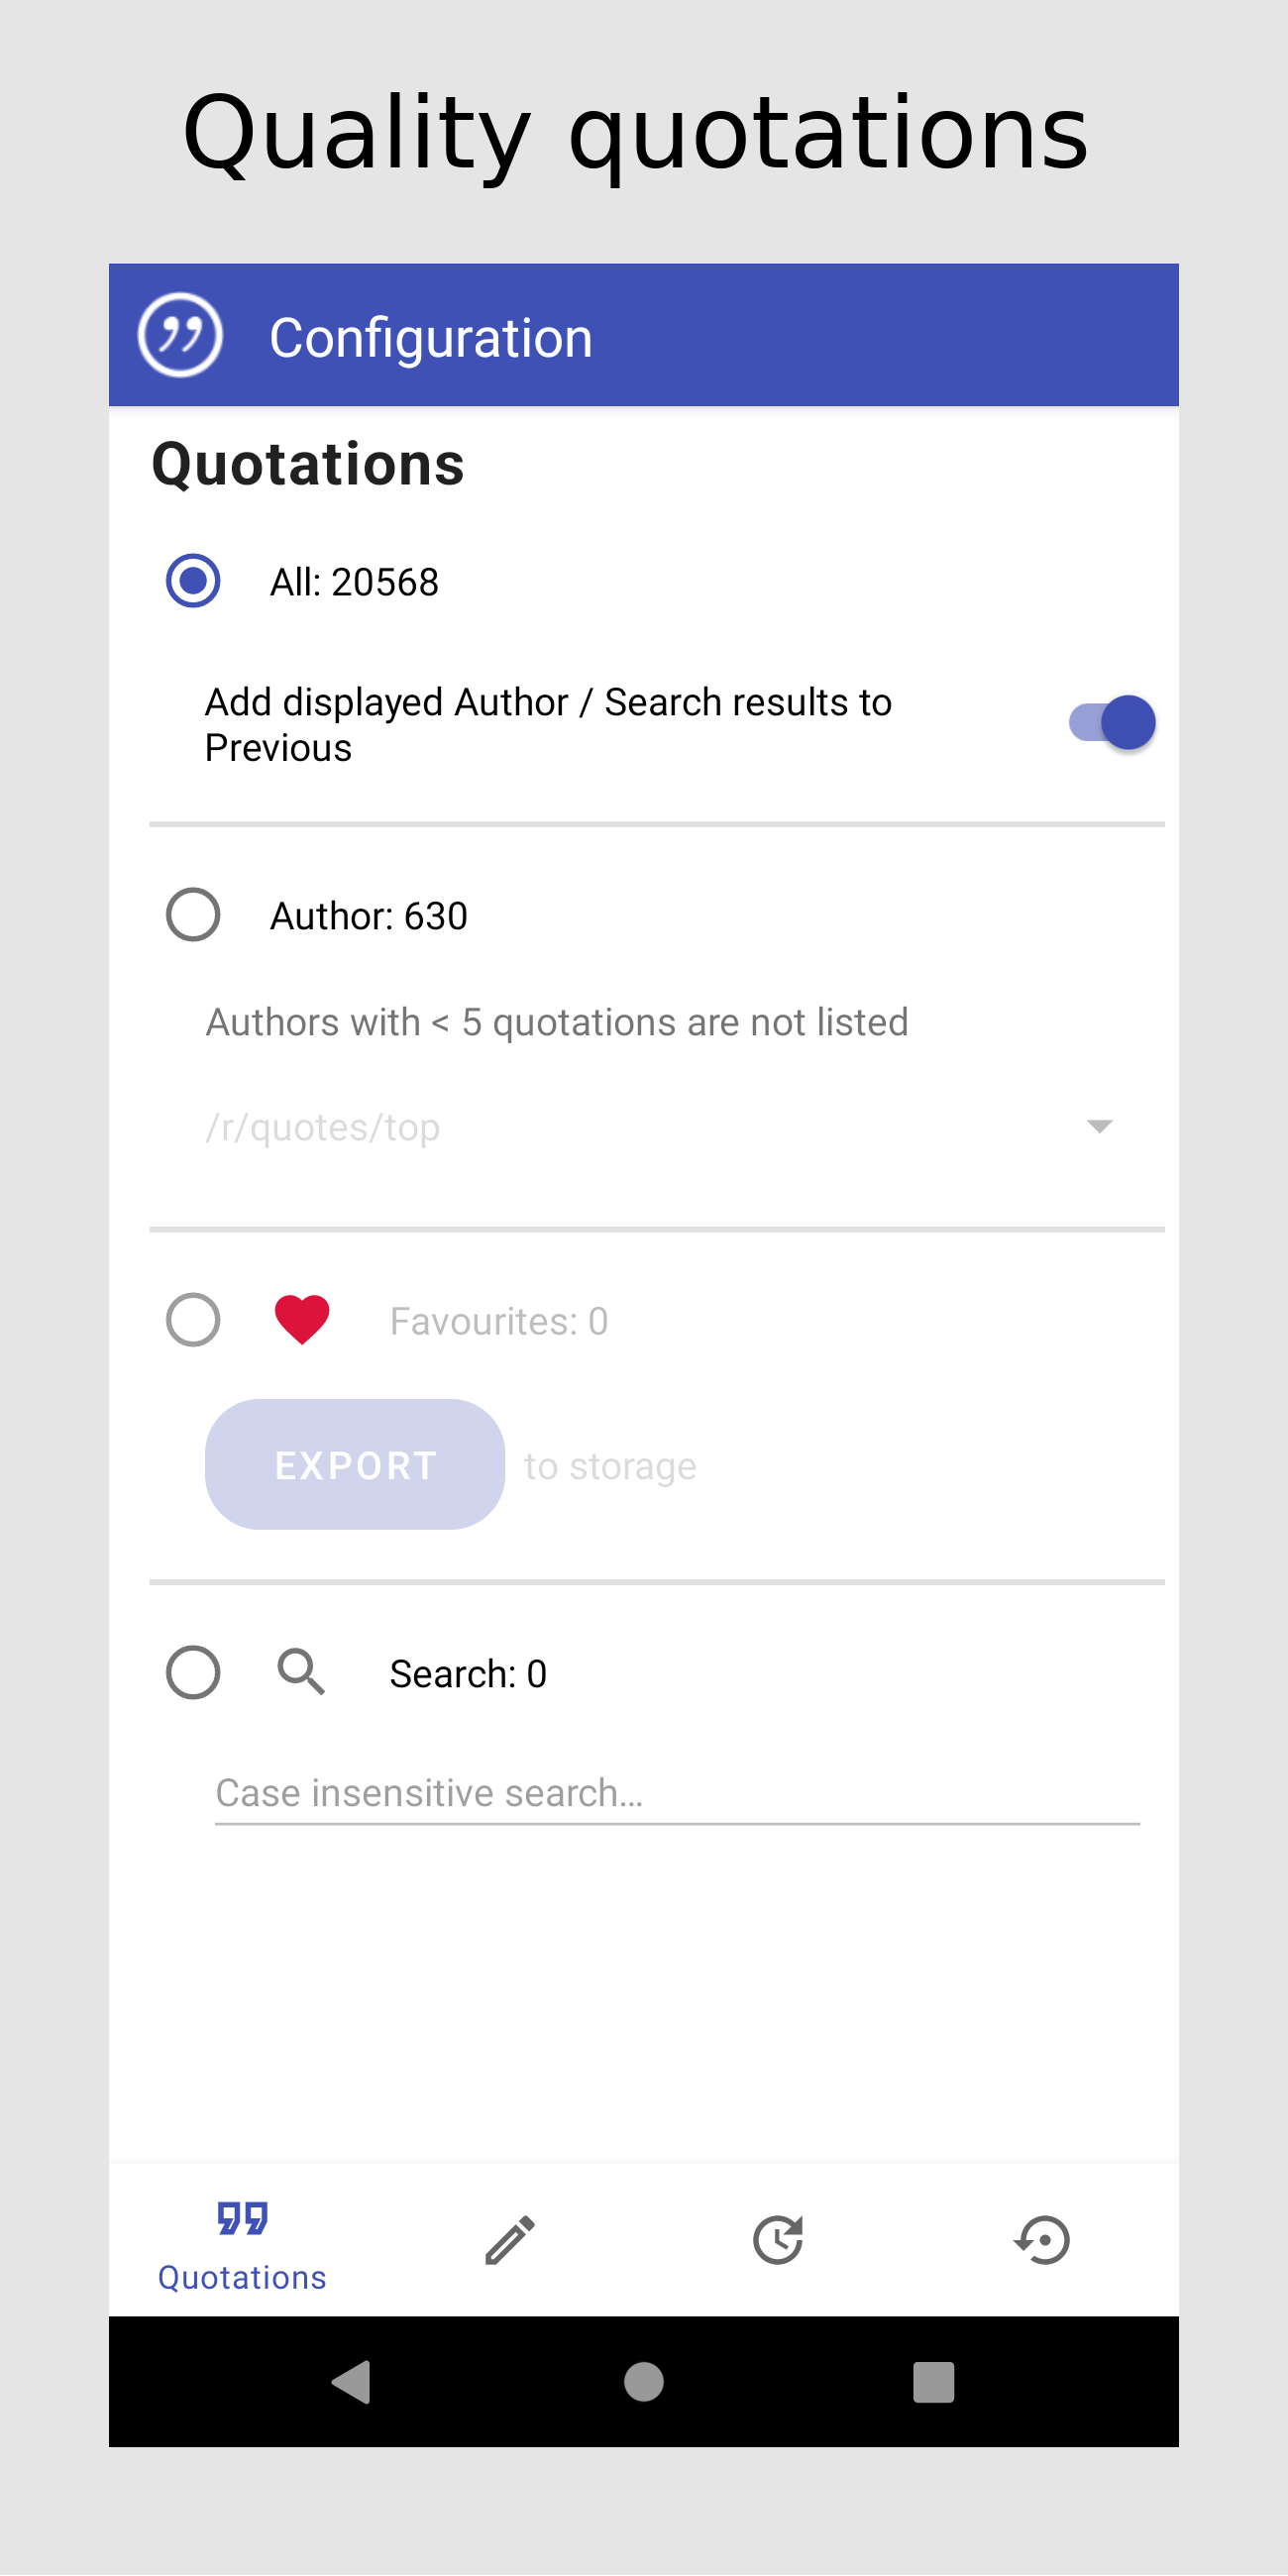 Quality quotations
Configuration
Quotations
All: 20568
Add displayed Author / Search results to
Previous
Author: 630
Authors with < 5 quotations are not listed
/r/quotes/top
Favourites: 0
EXPORT to storage
Search: 0
Case insensitive search...
Quotations